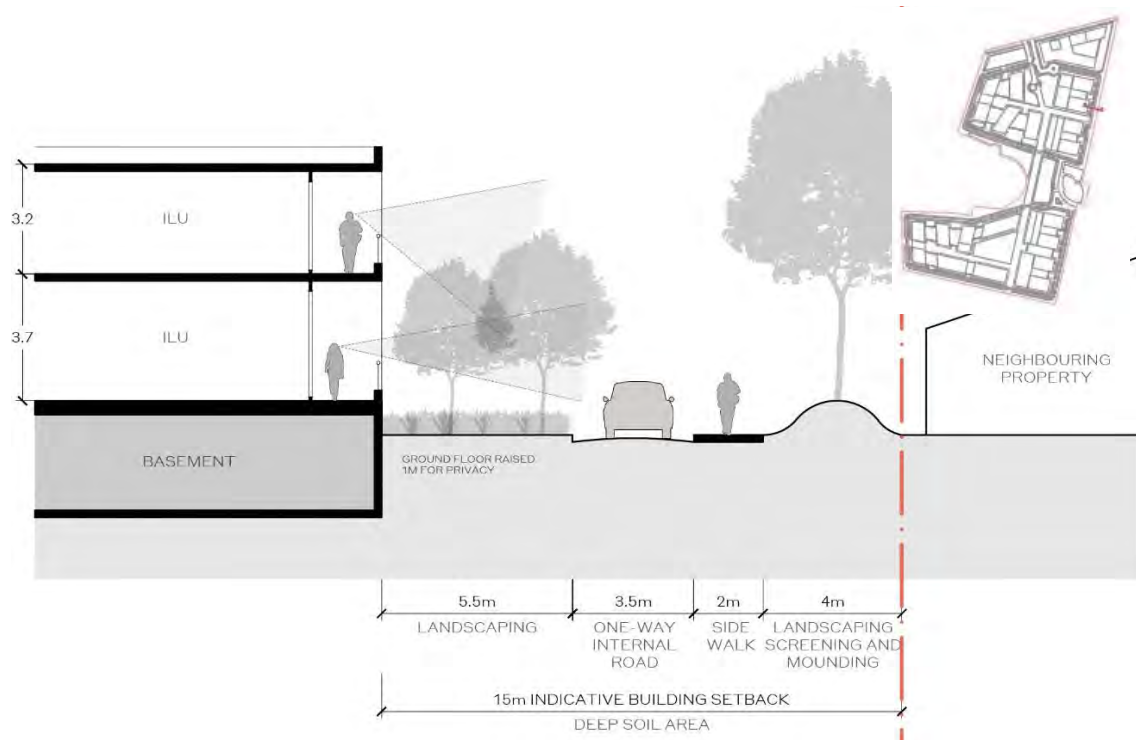 3.2
ILU
3.7
ILU
NEIGHBOURING
PROPERTY
BASEMENT
GROUND FLOOR RAISED
1M FOR PRIVACY
5.5m
3.5m
2m
4m
LANDSCAPING
ONE-WAY
INTERNAL
ROAD
SIDE
WALK
LANDSCAPING
SCREENING AND
MOUNDING
15m INDICATIVE BUILDING SETBACK
DEEP SOIL AREA